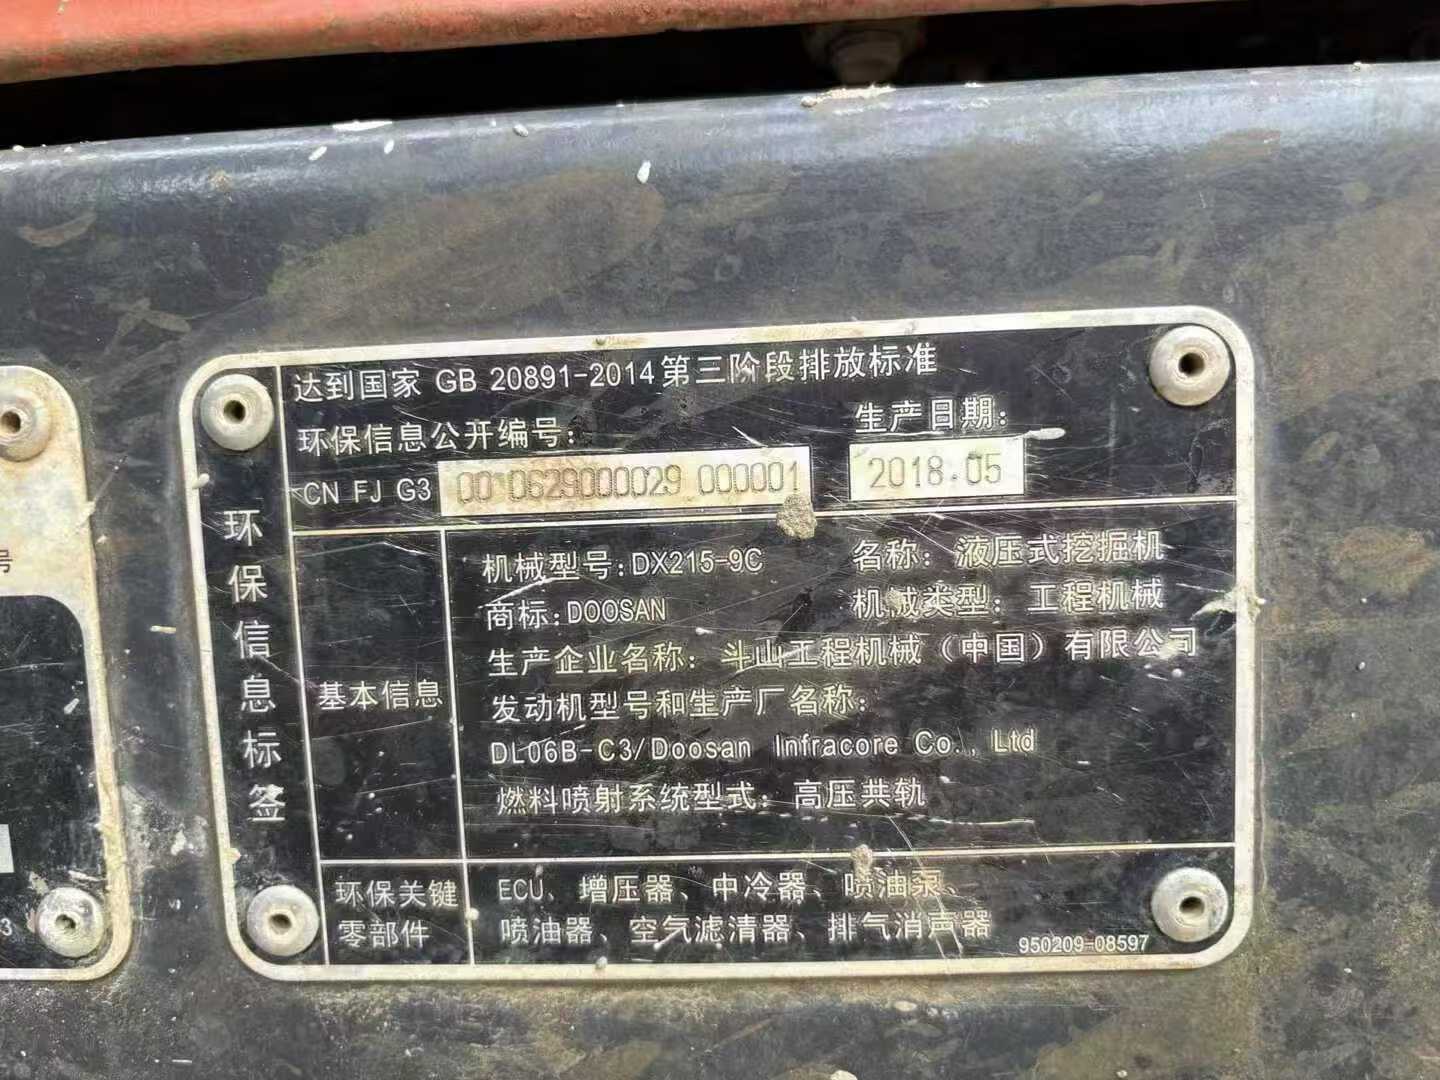 达到国家 GB 20891-2014第三阶段排放标准
环保信息公开编号:
生产日期:
CN FJ G3 00 0629000029 000001
2018.05
环保信息标签
基本信息
机械型号:DX215-9C 名称: 液压式挖掘机
商标:DOOSAN 机械类型: 工程机械
生产企业名称: 斗山工程机械(中国)有限公司
发动机型号和生产厂名称:
DL06B-C3/Doosan Infracore Co., Ltd
燃料喷射系统型式: 高压共轨
环保关键
零部件
ECU、增压器、中冷器、喷油泵、
喷油器、空气滤清器、排气消声器
950209-08597
号